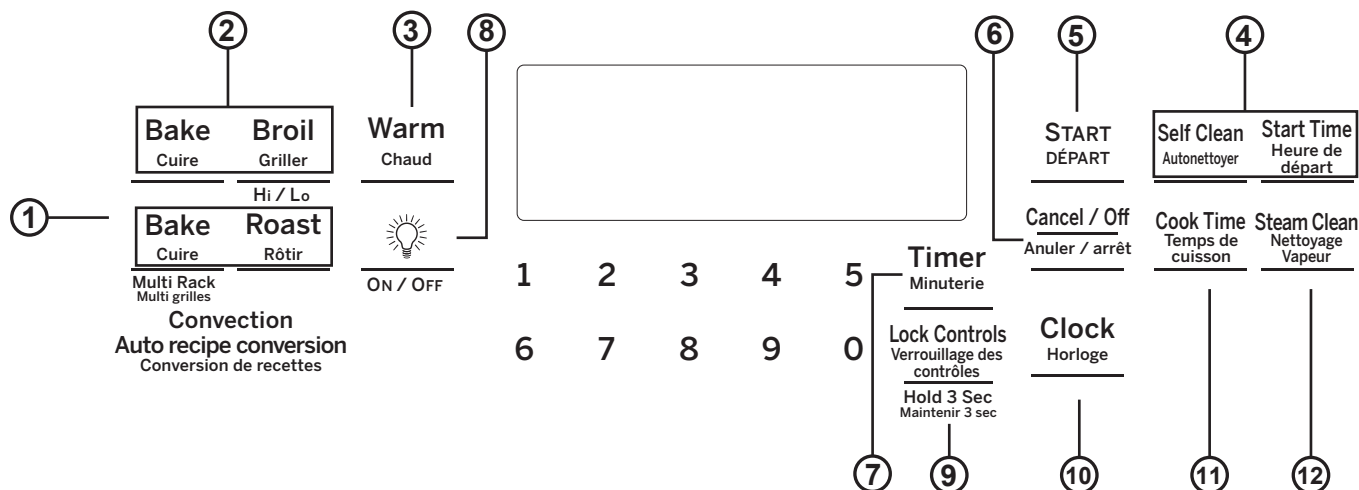 2
3
8
6
5
4
Bake
Cuire
Broil
Griller
Hi / Lo
Warm
Chaud
START
DÉPART
Self Clean
Autonettoyer
Start Time
Heure de
départ
1
Bake
Cuire
Multi Rack
Multi grilles
Roast
Rôtir
Convection
Auto recipe conversion
Conversion de recettes
ON / OFF
1 2 3 4 5
6 7 8 9 0
Timer
Minuterie
Lock Controls
Verrouillage des
contrôles
Hold 3 Sec
Maintenir 3 sec
Cancel / Off
Anuler / arrêt
Clock
Horloge
Cook Time
Temps de
cuisson
Steam Clean
Nettoyage
Vapeur
7
9
10
11
12